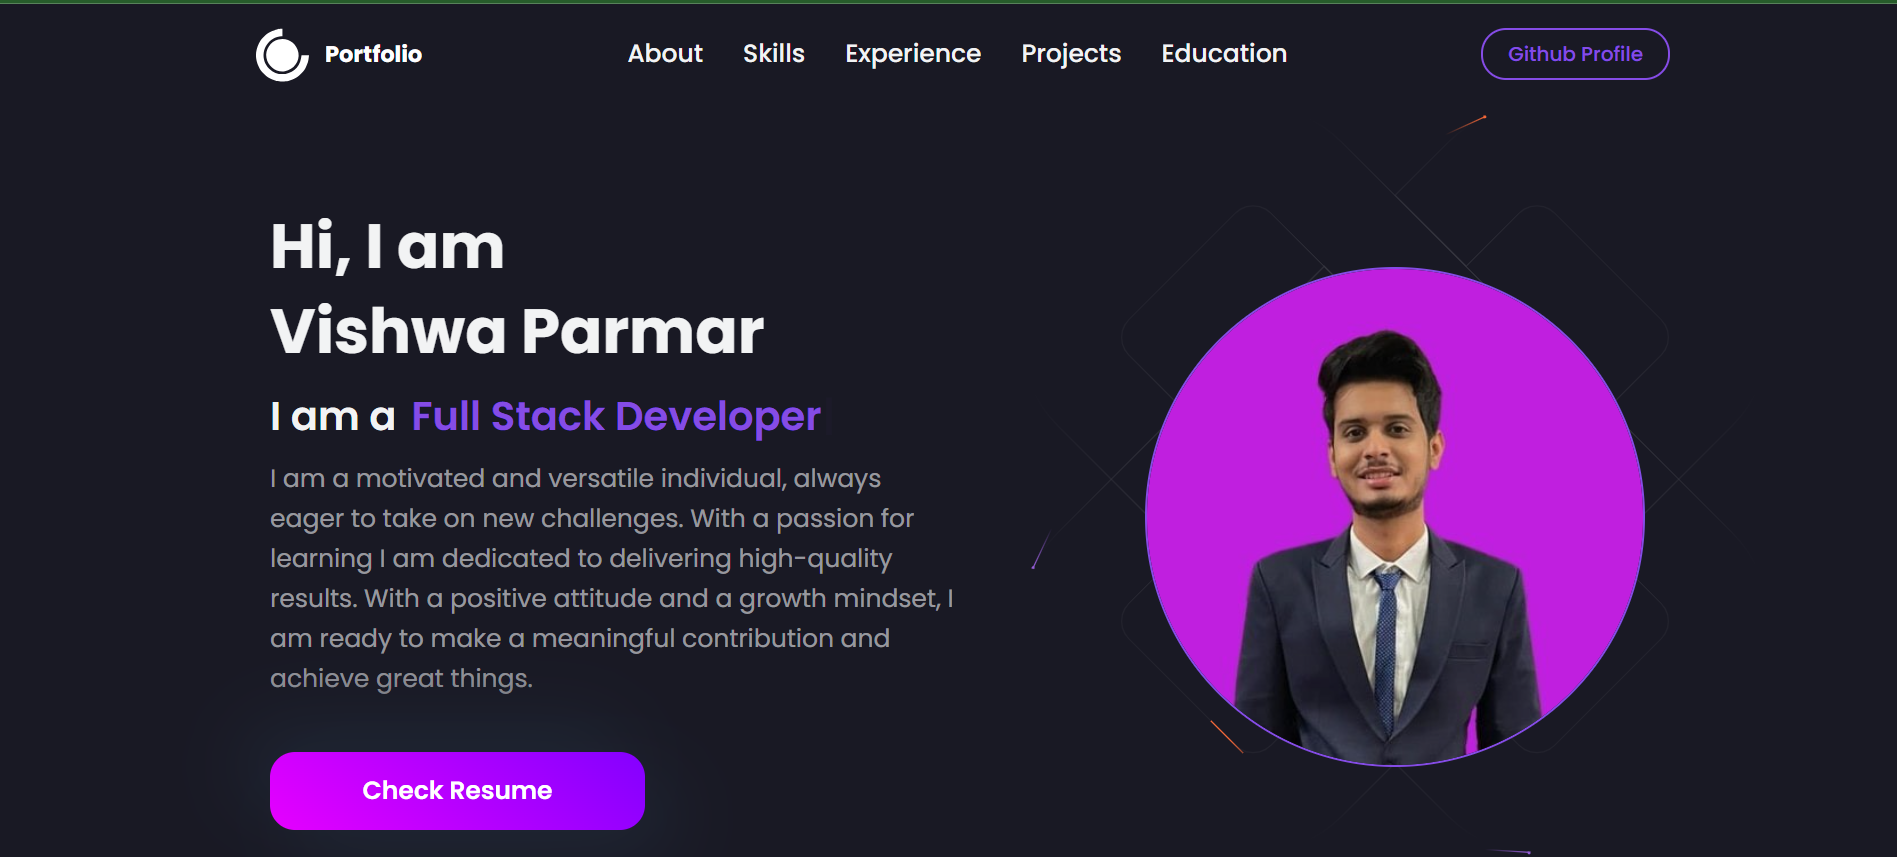 Portfolio
About
Skills
Experience
Projects
Education
Github Profile
Hi, I am
Vishwa Parmar
I am a Full Stack Developer
I am a motivated and versatile individual, always
eager to take on new challenges. With a passion for
learning I am dedicated to delivering high-quality
results. With a positive attitude and a growth mindset, I
am ready to make a meaningful contribution and
achieve great things.
Check Resume